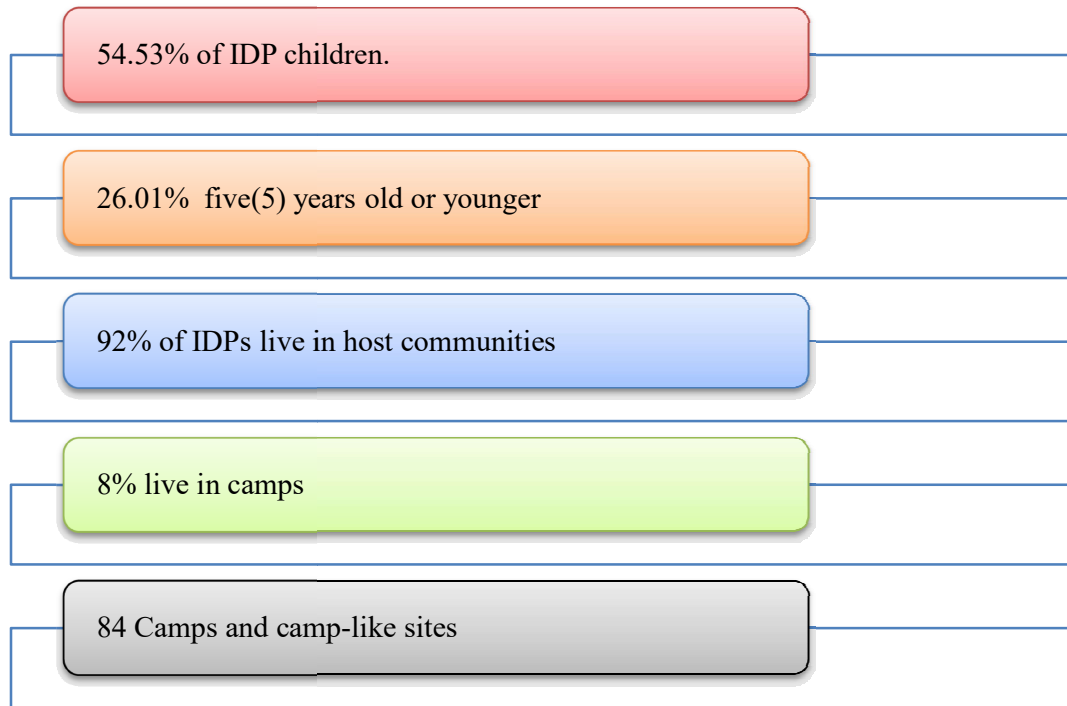 54.53% of IDP children.
26.01%  five(5) years old or younger
92% of IDPs live in host communities
8% live in camps
84 Camps and camp-like sites